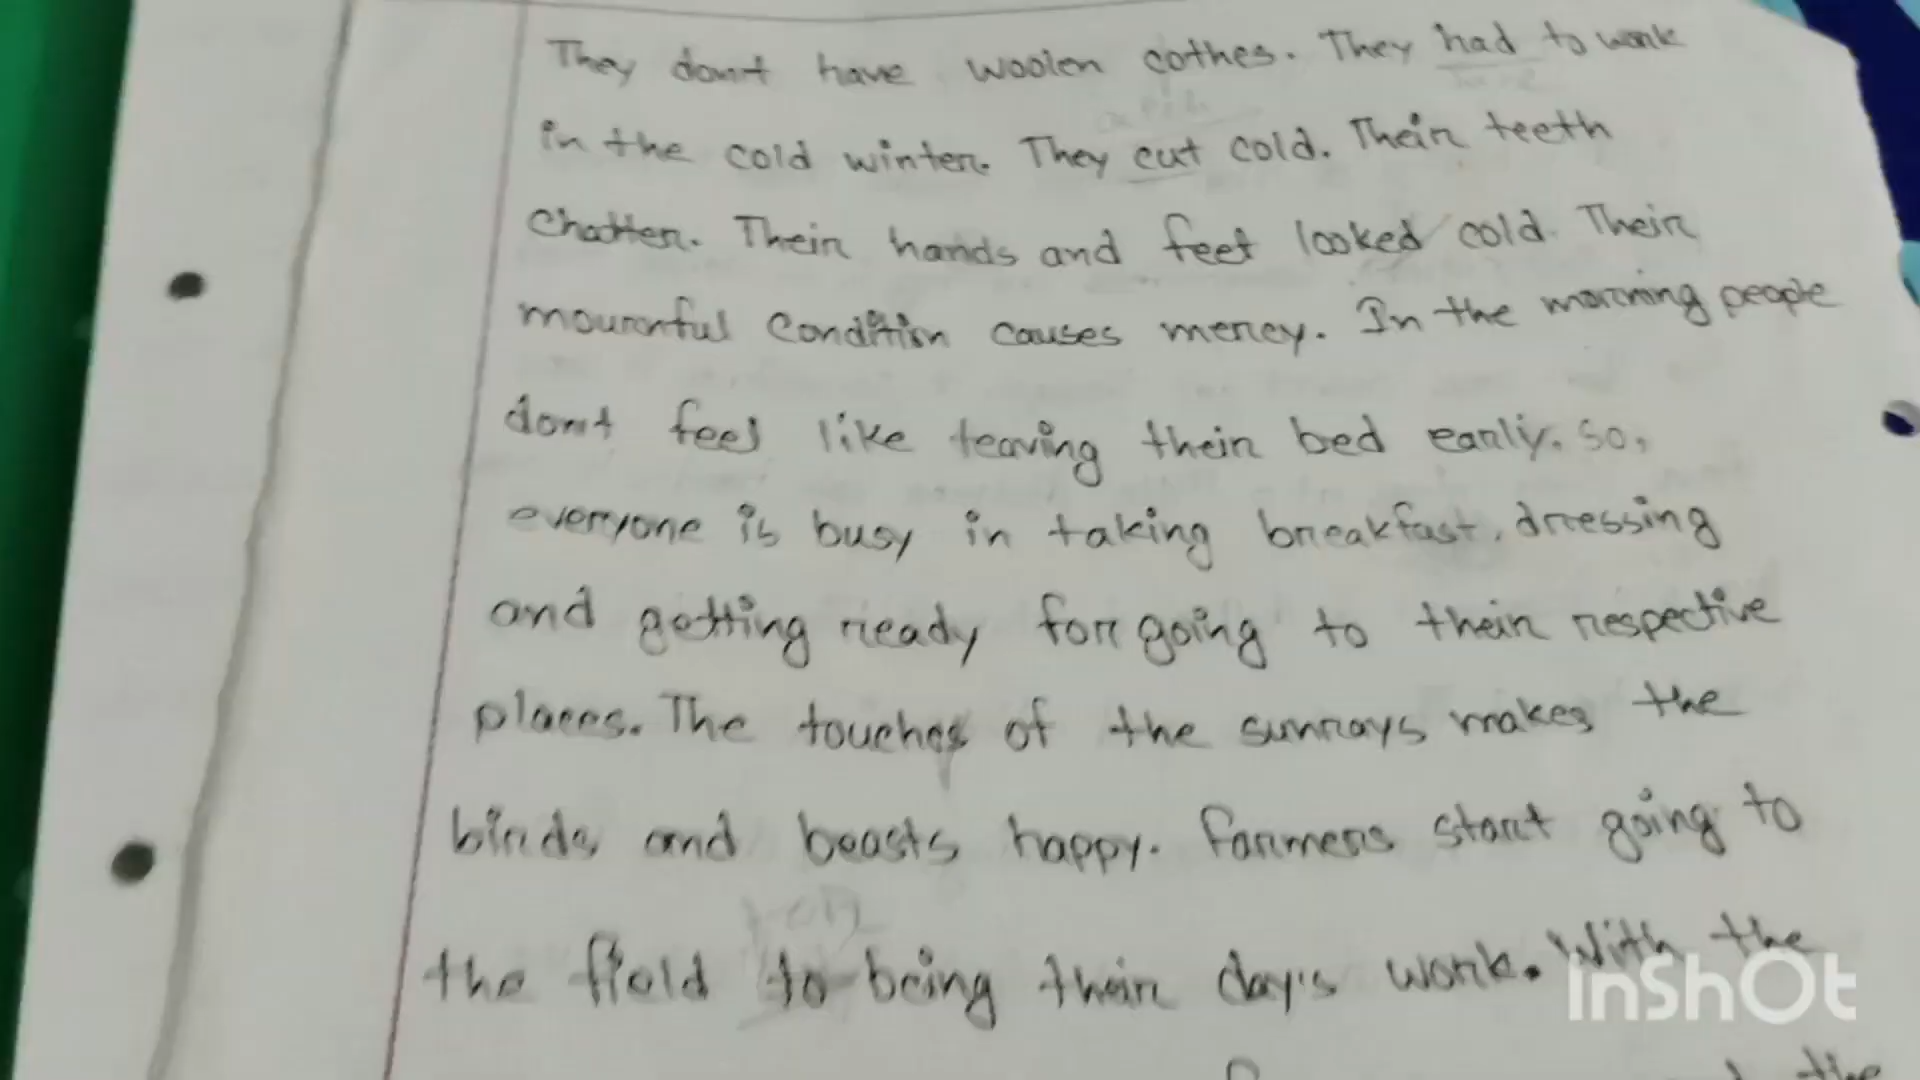 They don't have woolen cothes. They had to work
in the cold winter. They cut cold. Their teeth
chatter. Their hands and feet looked cold. Their
mournful condition causes mercy. In the morning people
don't feel like leaving their bed early. So,
everyone is busy in taking breakfast, dressing
and getting ready for going to their respective
places. The touches of the sunrays makes the
birds and beasts happy. Farmers start going to
the field to being their day's work. With the
the
InShOt